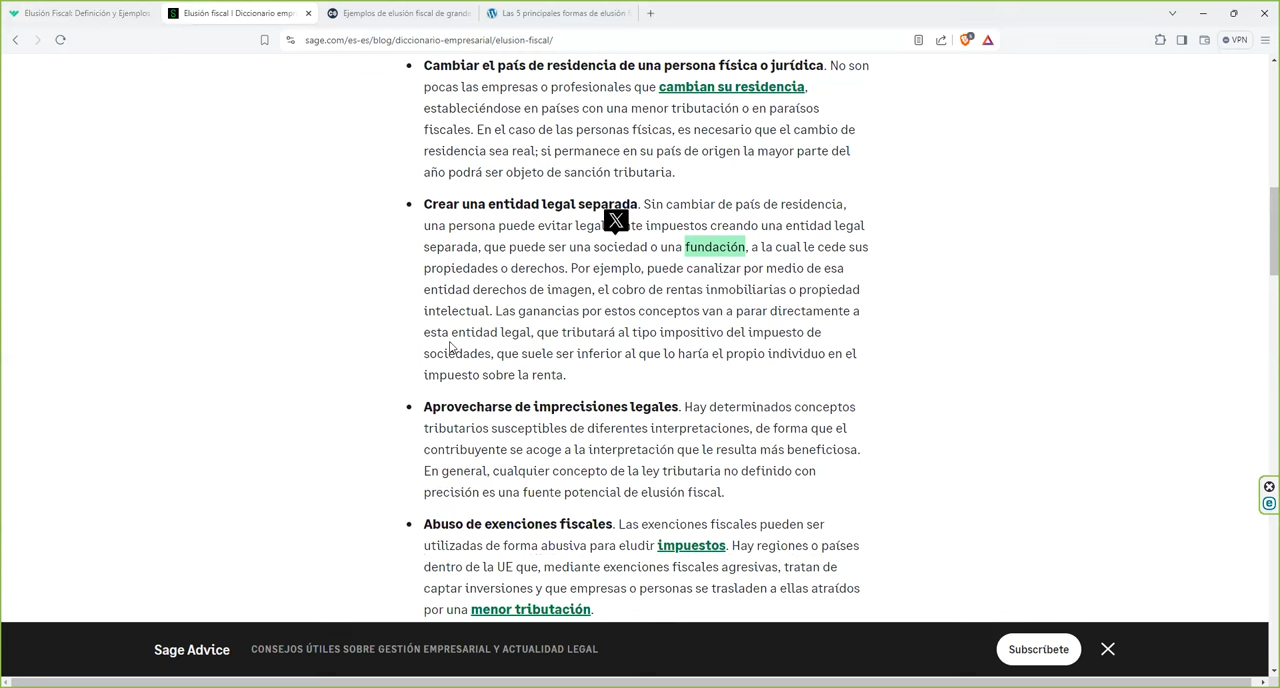 Elusión Fiscal: Definición y Ejemplos
Elusión fiscal | Diccionario empr
Ejemplos de elusión fiscal de grande
Las 5 principales formas de elusión f
sage.com/es-es/blog/diccionario-empresarial/elusion-fiscal/
VPN
Cambiar el país de residencia de una persona física o jurídica. No son
pocas las empresas o profesionales que cambian su residencia,
estableciéndose en países con una menor tributación o en paraísos
fiscales. En el caso de las personas físicas, es necesario que el cambio de
residencia sea real; si permanece en su país de origen la mayor parte del
año podrá ser objeto de sanción tributaria.
Crear una entidad legal separada. Sin cambiar de país de residencia,
una persona puede evitar legal te impuestos creando una entidad legal
separada, que puede ser una sociedad o una fundación, a la cual le cede sus
propiedades o derechos. Por ejemplo, puede canalizar por medio de esa
entidad derechos de imagen, el cobro de rentas inmobiliarias o propiedad
intelectual. Las ganancias por estos conceptos van a parar directamente a
esta entidad legal, que tributará al tipo impositivo del impuesto de
sociedades, que suele ser inferior al que lo haría el propio individuo en el
impuesto sobre la renta.
Aprovecharse de imprecisiones legales. Hay determinados conceptos
tributarios susceptibles de diferentes interpretaciones, de forma que el
contribuyente se acoge a la interpretación que le resulta más beneficiosa.
En general, cualquier concepto de la ley tributaria no definido con
precisión es una fuente potencial de elusión fiscal.
Abuso de exenciones fiscales. Las exenciones fiscales pueden ser
utilizadas de forma abusiva para eludir impuestos. Hay regiones o países
dentro de la UE que, mediante exenciones fiscales agresivas, tratan de
captar inversiones y que empresas o personas se trasladen a ellas atraídos
por una menor tributación.
Sage Advice
CONSEJOS ÚTILES SOBRE GESTIÓN EMPRESARIAL Y ACTUALIDAD LEGAL
Subscríbete